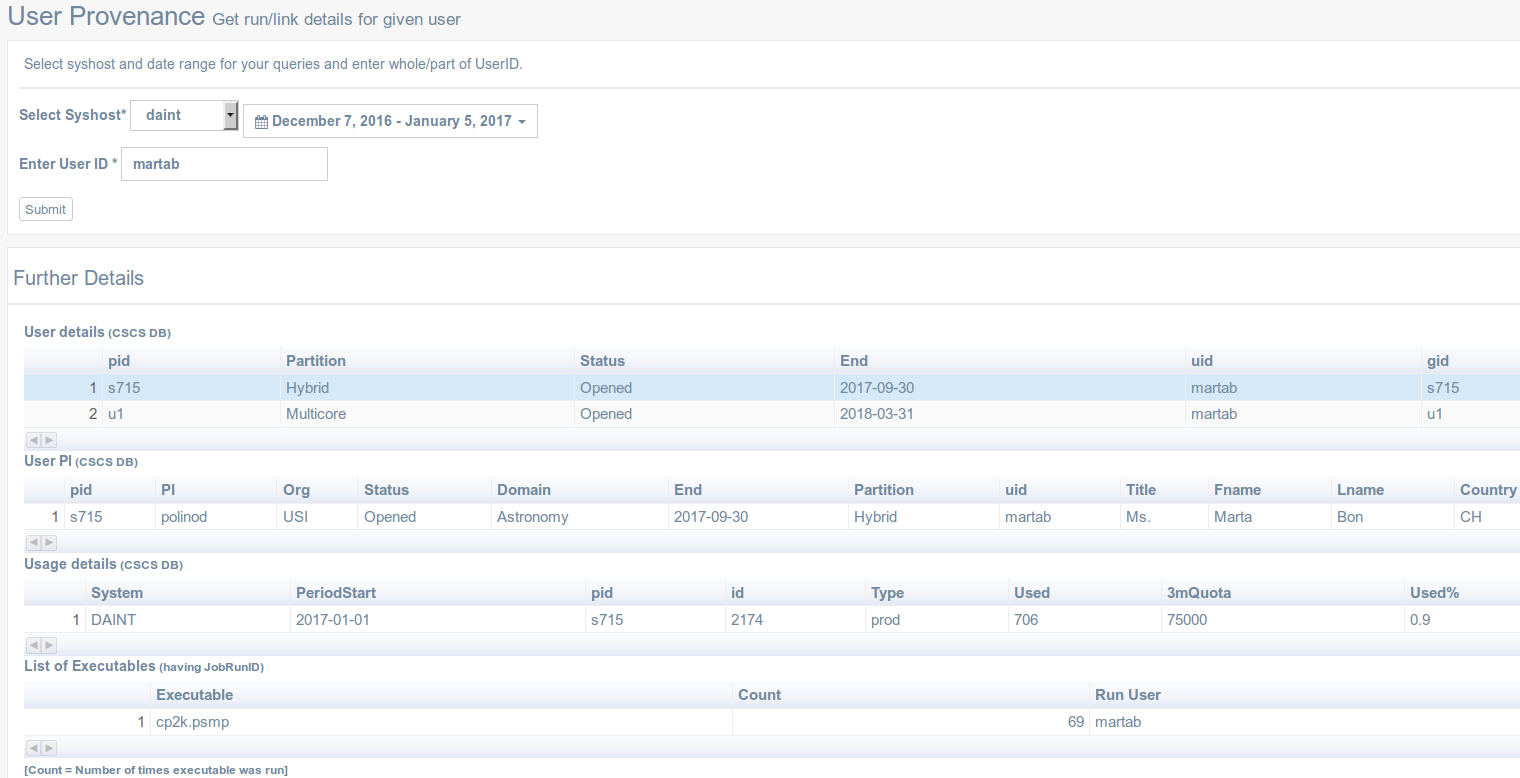 User Provenance Get run/link details for given user
Select syshost and date range for your queries and enter whole/part of UserID.
Select Syshost* daint December 7, 2016 - January 5, 2017
Enter User ID * martab
Submit
Further Details
User details (CSCS DB)
pid Partition Status End uid gid
1 s715 Hybrid Opened 2017-09-30 martab s715
2 u1 Multicore Opened 2018-03-31 martab u1
User PI (CSCS DB)
pid PI Org Status Domain End Partition uid Title Fname Lname Country
1 s715 polinod USI Opened Astronomy 2017-09-30 Hybrid martab Ms. Marta Bon CH
Usage details (CSCS DB)
System PeriodStart pid id Type Used 3mQuota Used%
1 DAINT 2017-01-01 s715 2174 prod 706 75000 0.9
List of Executables (having JobRunID)
Executable Count Run User
1 cp2k.psmp 69 martab
[Count = Number of times executable was run]